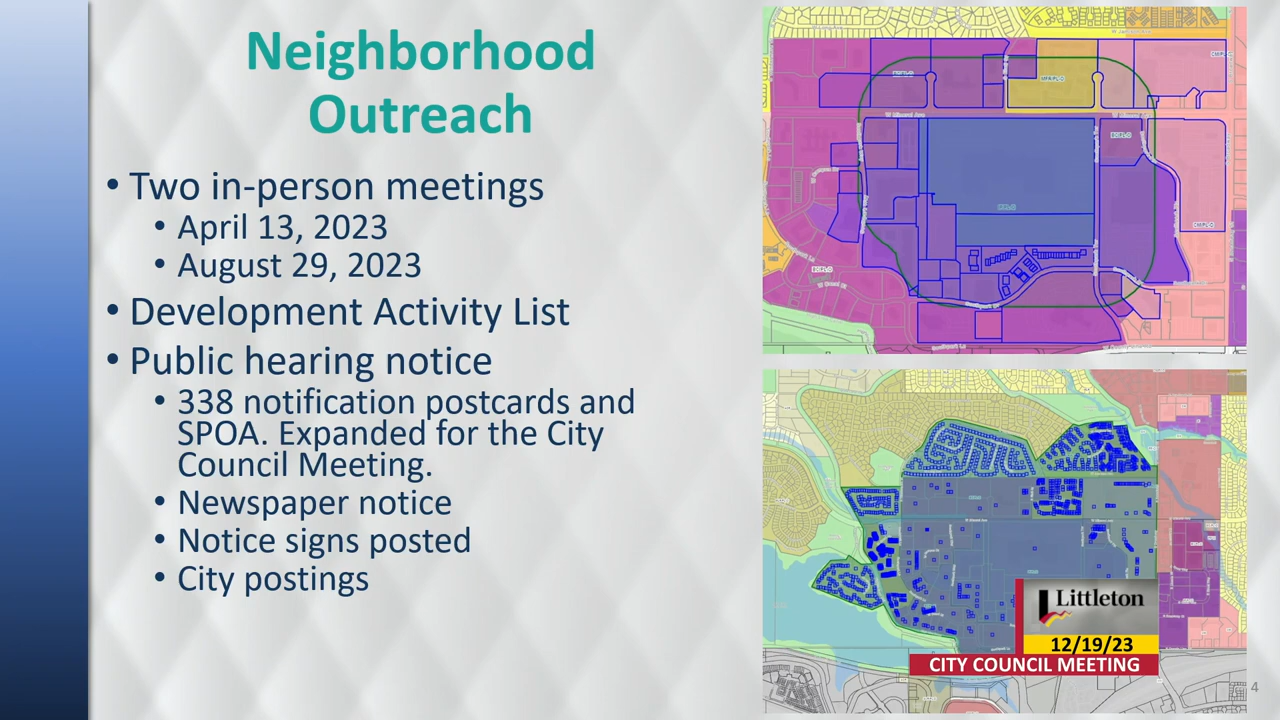 Neighborhood
Outreach
• Two in-person meetings
• April 13, 2023
• August 29, 2023
• Development Activity List
• Public hearing notice
• 338 notification postcards and
SPOA. Expanded for the City
Council Meeting.
• Newspaper notice
• Notice signs posted
• City postings
Littleton
12/19/23
CITY COUNCIL MEETING
4